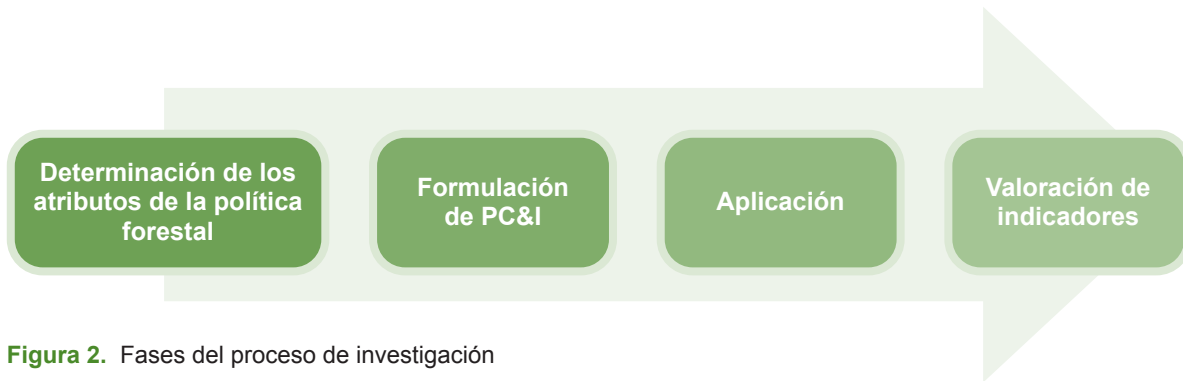 Determinación de los
atributos de la política
forestal
Formulación
de PC&I
Aplicación
Valoración de
indicadores
Figura 2. Fases del proceso de investigación